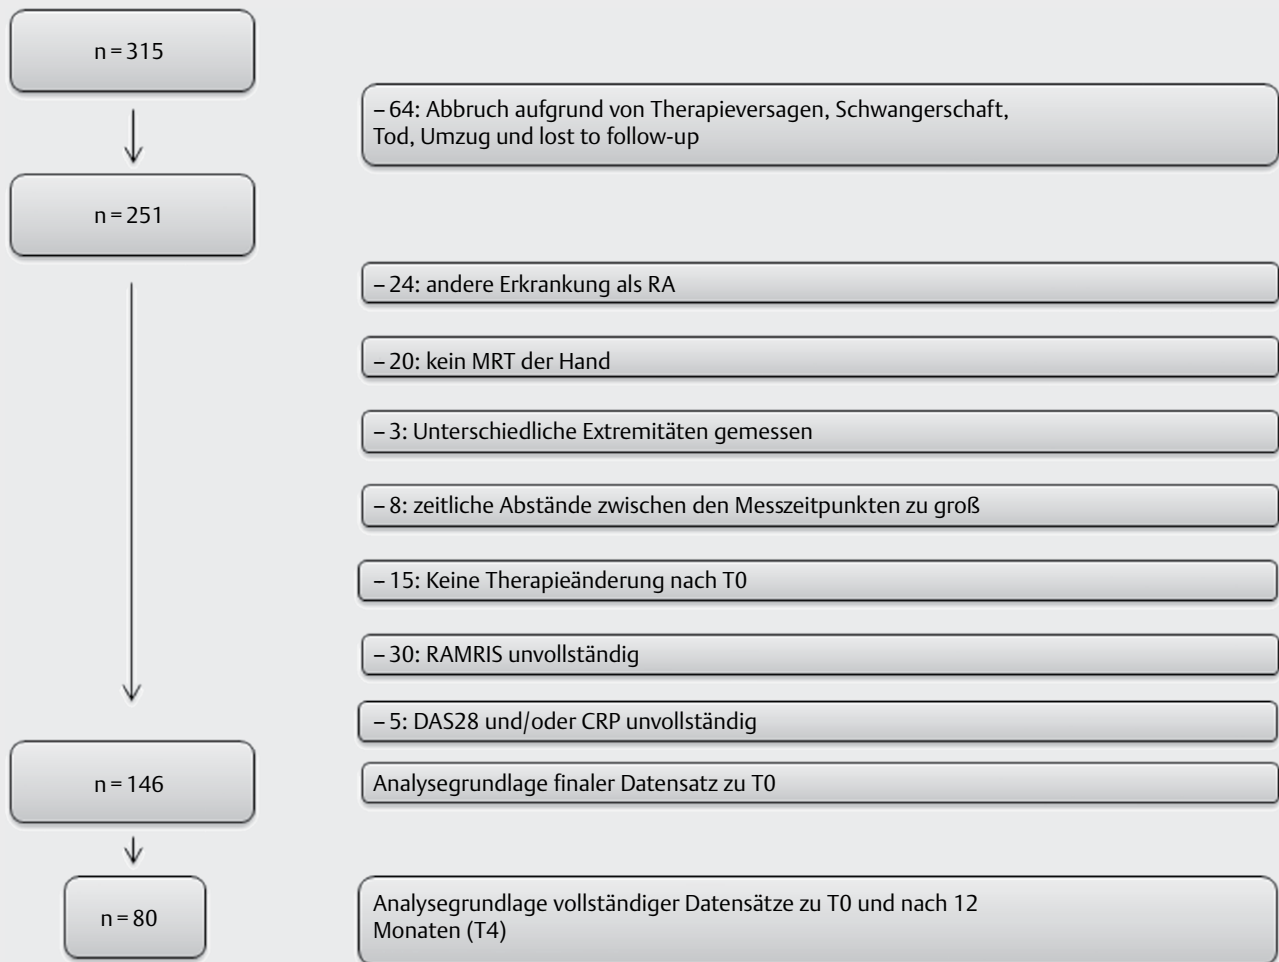 n = 315
– 64: Abbruch aufgrund von Therapieversagen, Schwangerschaft,
Tod, Umzug und lost to follow-up
n = 251
– 24: andere Erkrankung als RA
– 20: kein MRT der Hand
– 3: Unterschiedliche Extremitäten gemessen
– 8: zeitliche Abstände zwischen den Messzeitpunkten zu groß
– 15: Keine Therapieänderung nach T0
– 30: RAMRIS unvollständig
– 5: DAS28 und/oder CRP unvollständig
n = 146
Analysegrundlage finaler Datensatz zu T0
n = 80
Analysegrundlage vollständiger Datensätze zu T0 und nach 12
Monaten (T4)